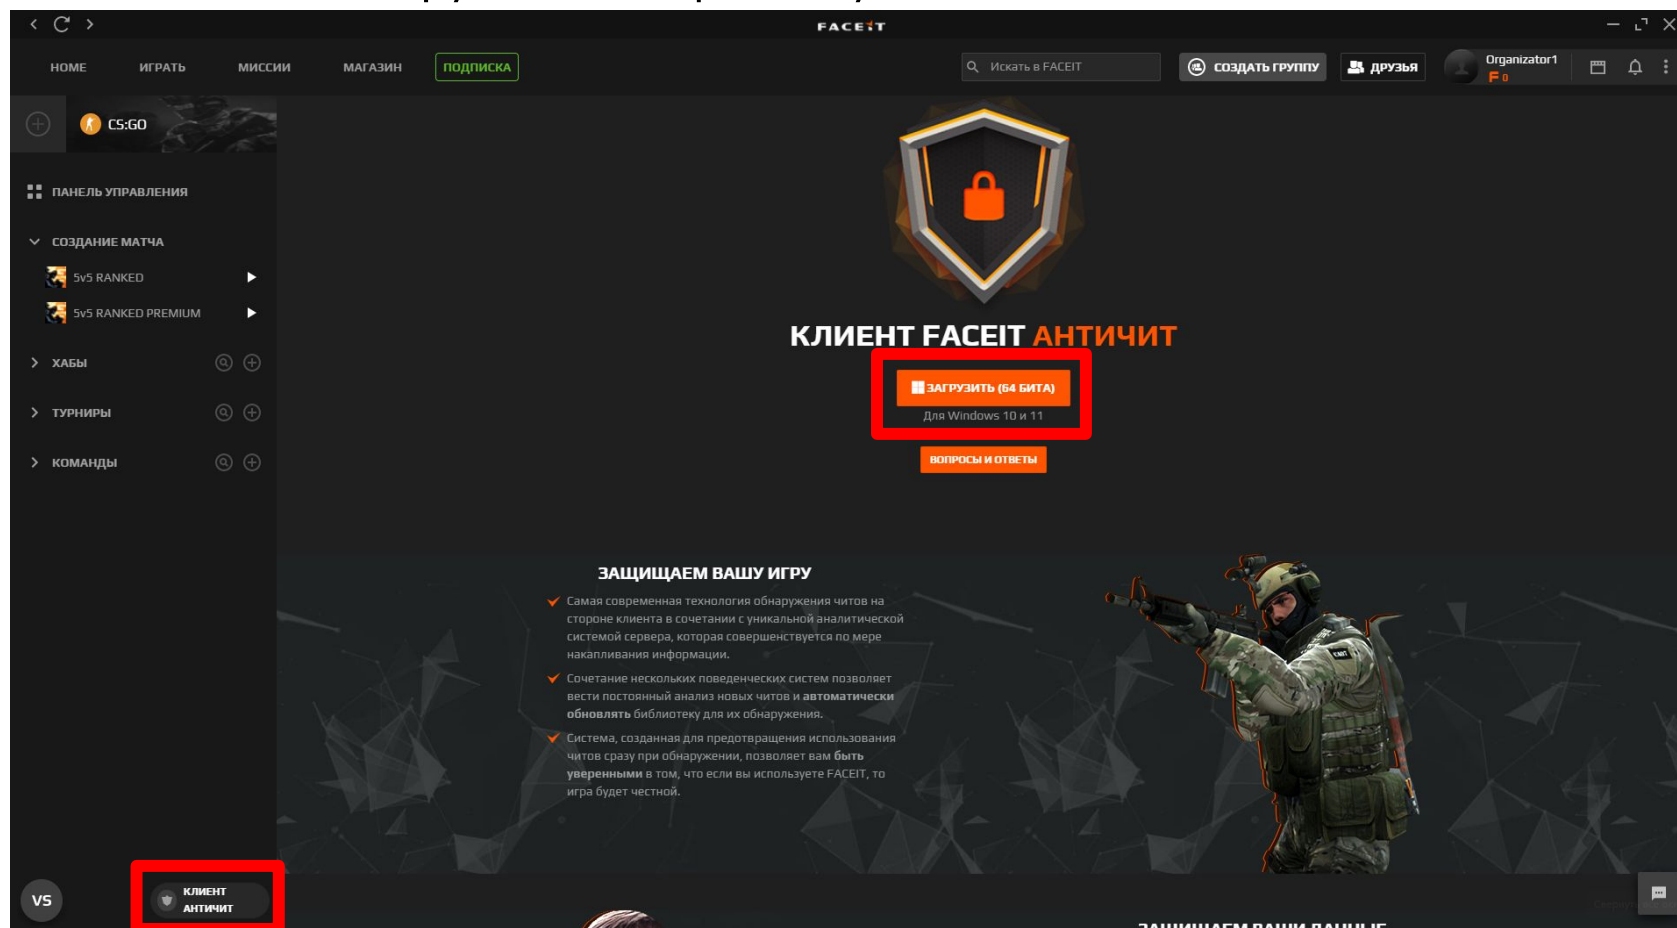 FACEIT
HOME ИГРАТЬ МИССИИ МАГАЗИН ПОДПИСКА Искать в FACEIT СОЗДАТЬ ГРУППУ ДРУЗЬЯ Organizator1
F 0
CS:GO
ПАНЕЛЬ УПРАВЛЕНИЯ
СОЗДАНИЕ МАТЧА
5v5 RANKED
5v5 RANKED PREMIUM
ХАБЫ
ТУРНИРЫ
КОМАНДЫ
КЛИЕНТ FACEIT АНТИЧИТ
ЗАГРУЗИТЬ (64 БИТА)
Для Windows 10 и 11
ВОПРОСЫ И ОТВЕТЫ
ЗАЩИЩАЕМ ВАШУ ИГРУ
Самая современная технология обнаружения читов на
стороне клиента в сочетании с уникальной аналитической
системой сервера, которая совершенствуется по мере
накапливания информации.
Сочетание нескольких поведенческих систем позволяет
вести постоянный анализ новых читов и автоматически
обновлять библиотеку для их обнаружения.
Система, созданная для предотвращения использования
читов сразу при обнаружении, позволяет вам быть
уверенными в том, что если вы используете FACEIT, то
игра будет честной.
VS
КЛИЕНТ
АНТИЧИТ
ЗАЩИЩАЕМ ВАШИ ДАННЫЕ